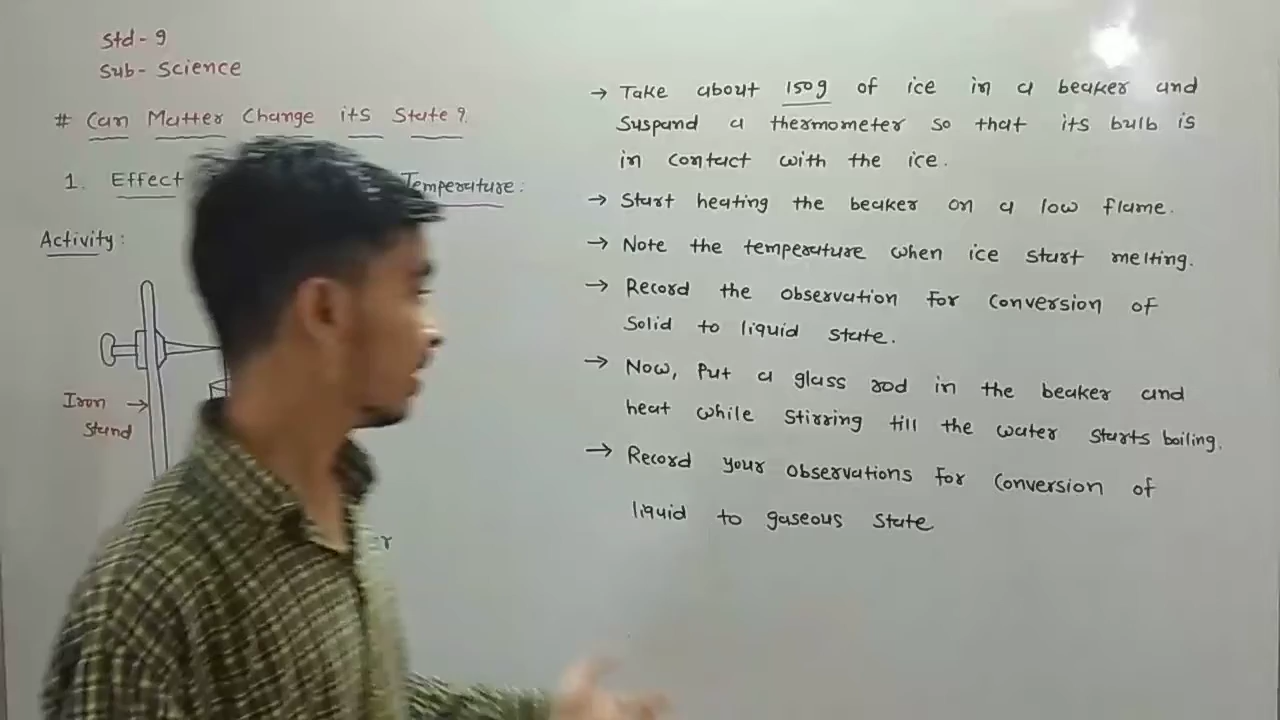 Std - 9
Sub - Science
# Can Matter Change its State ?
1. Effect Temperature :
Activity :
Iron
Stand
→ Take about 150g of ice in a beaker and
Suspand a thermometer so that its bulb is
in contact with the ice.
→ Start heating the beaker on a low flame.
→ Note the temperature when ice start melting.
→ Record the observation for conversion of
Solid to liquid state.
→ Now, Put a glass rod in the beaker and
heat while stirring till the water starts boiling.
→ Record your observations for conversion of
liquid to gaseous state